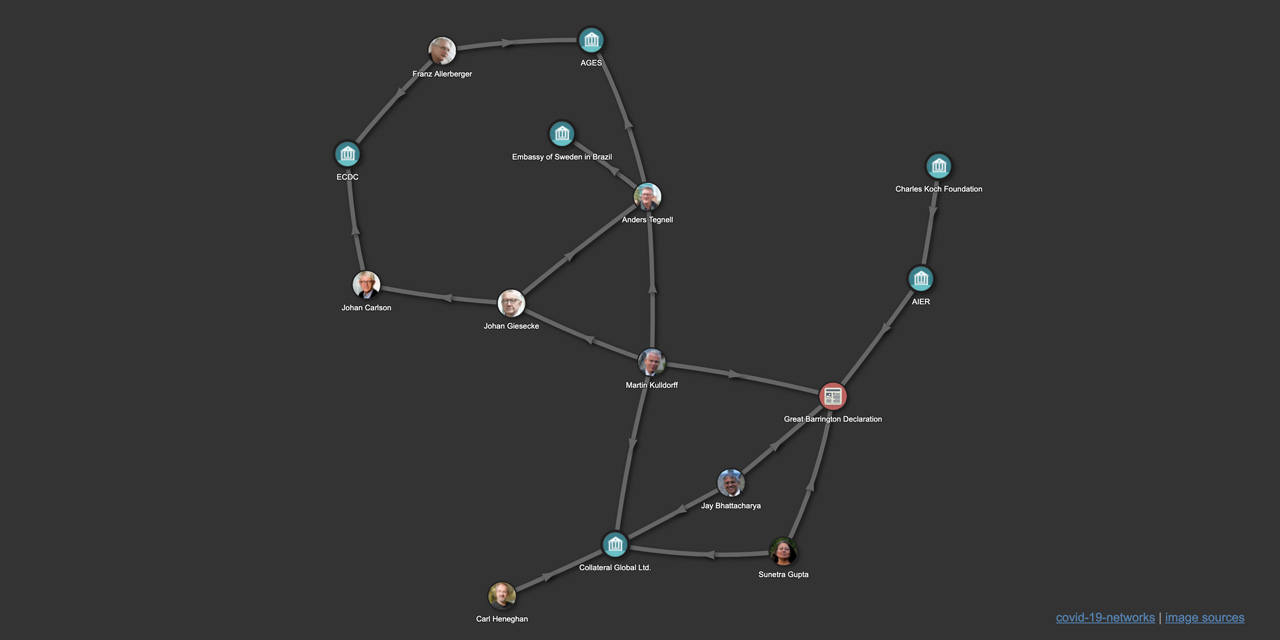 AGES
Franz Allerberger
Embassy of Sweden in Brazil
ECDC
Charles Koch Foundation
Anders Tegnell
AIER
Johan Carlson
Johan Giesecke
Martin Kulldorff
Great Barrington Declaration
Jay Bhattacharya
Collateral Global Ltd.
Sunetra Gupta
Carl Heneghan
covid-19-networks | image sources